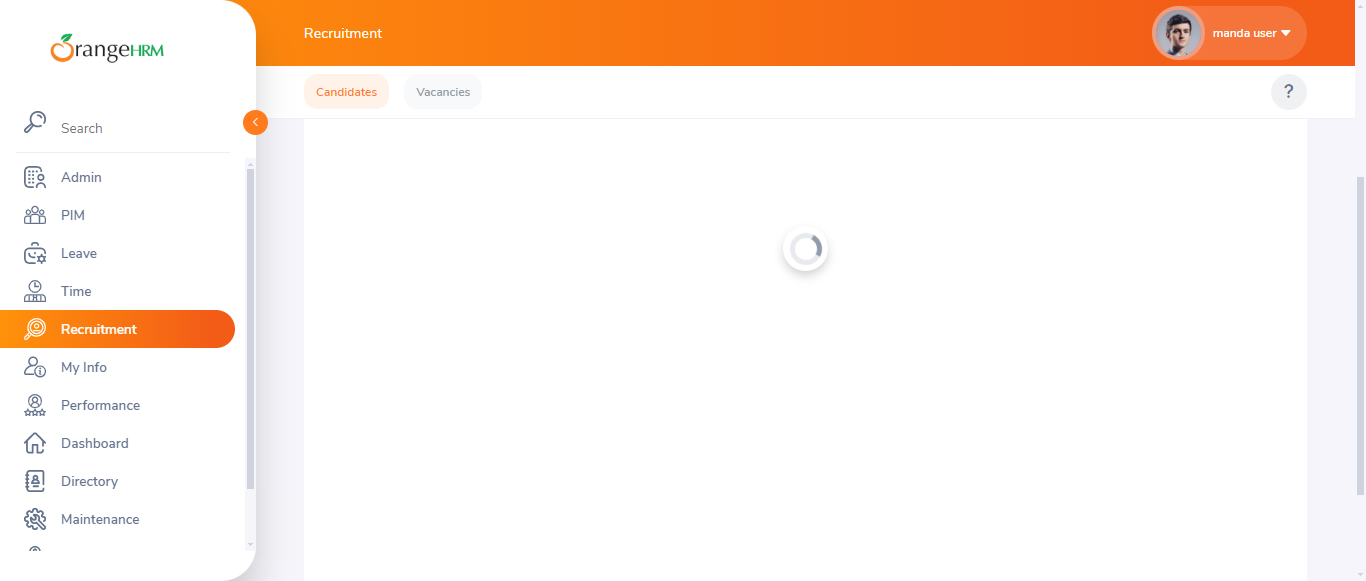 OrangeHRM
Search
Admin
PIM
Leave
Time
Recruitment
My Info
Performance
Dashboard
Directory
Maintenance
Recruitment
manda user
Candidates
Vacancies
?